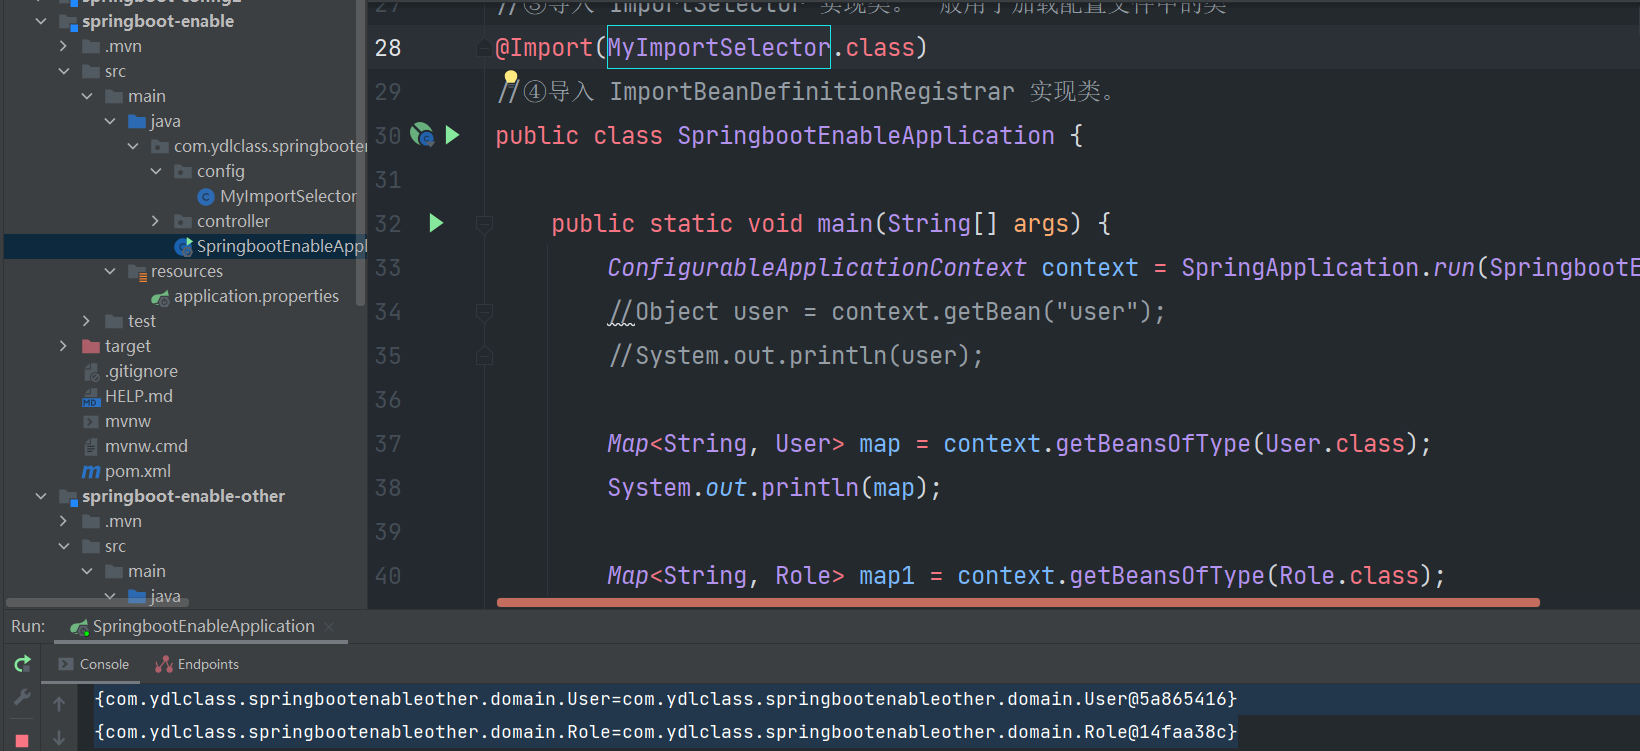 springboot-enable
.mvn
src
main
java
com.ydlclass.springbooter
config
MyImportSelector
controller
SpringbootEnableAppl
resources
application.properties
test
target
.gitignore
HELP.md
mvnw
mvnw.cmd
pom.xml
springboot-enable-other
.mvn
src
main
java
27 //③导入 ImportSelector 实现类。一般用于加载配置文件中的类
28 @Import(MyImportSelector.class)
29 //④导入 ImportBeanDefinitionRegistrar 实现类。
30 public class SpringbootEnableApplication {
31
32 public static void main(String[] args) {
33 ConfigurableApplicationContext context = SpringApplication.run(SpringbootE
34 //Object user = context.getBean("user");
35 //System.out.println(user);
36
37 Map<String, User> map = context.getBeansOfType(User.class);
38 System.out.println(map);
39
40 Map<String, Role> map1 = context.getBeansOfType(Role.class);
Run: SpringbootEnableApplication
Console Endpoints
{com.ydlclass.springbootenableother.domain.User=com.ydlclass.springbootenableother.domain.User@5a865416}
{com.ydlclass.springbootenableother.domain.Role=com.ydlclass.springbootenableother.domain.Role@14faa38c}